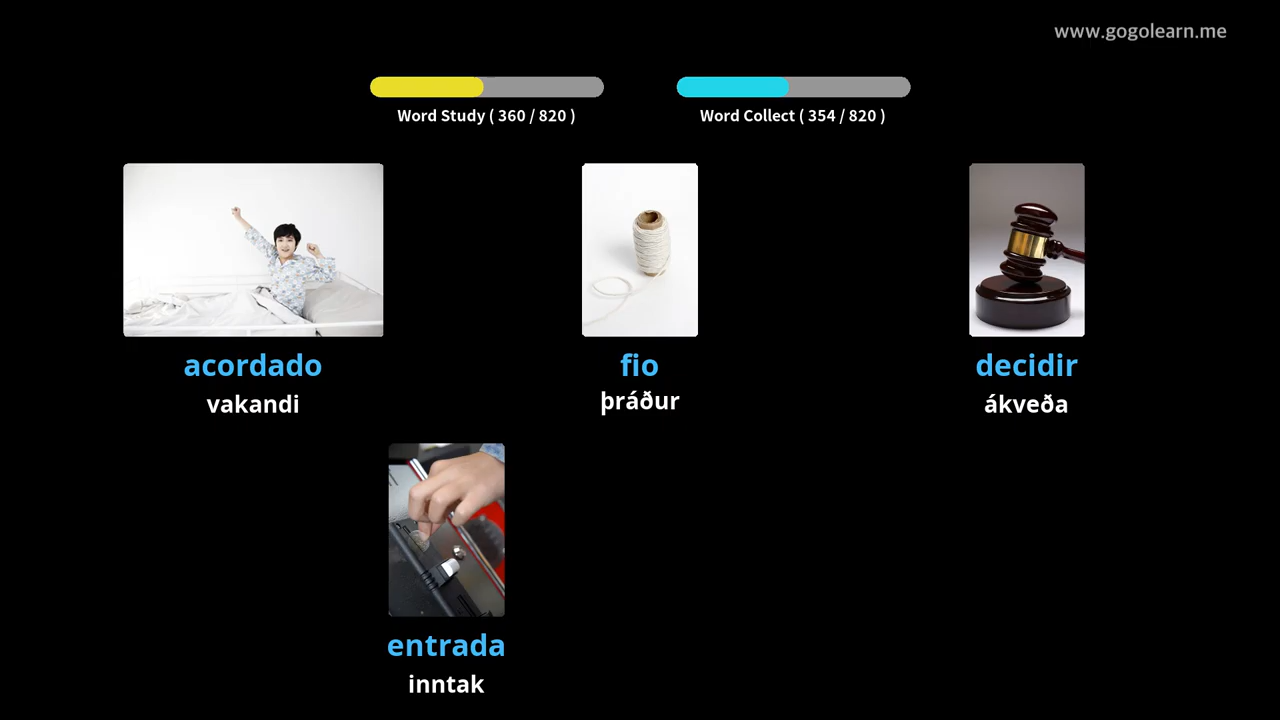 www.gogolearn.me
Word Study ( 360 / 820 )
Word Collect ( 354 / 820 )
acordado
vakandi
fio
þráður
decidir
ákveða
entrada
inntak